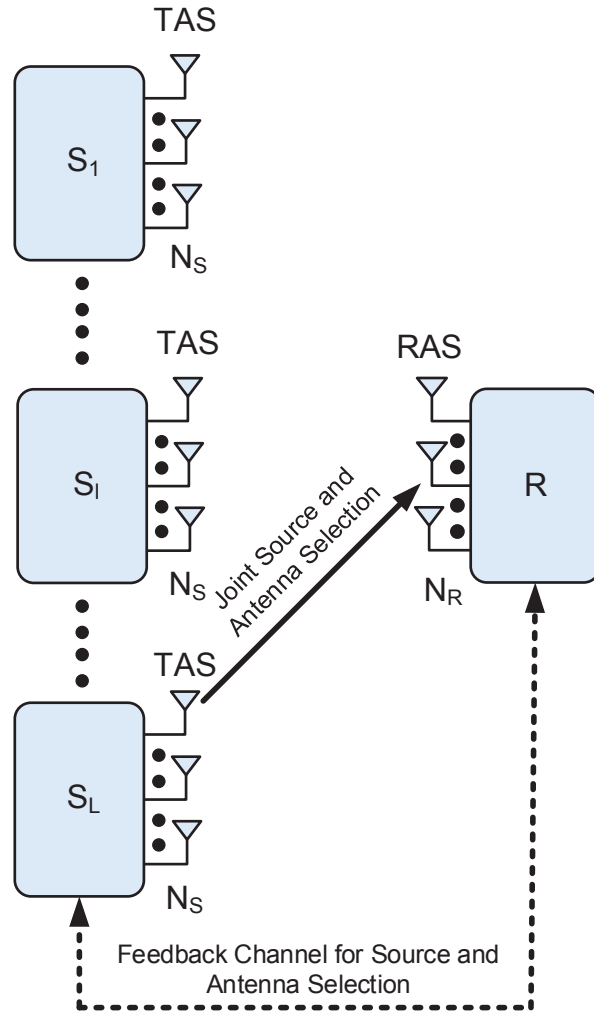 TAS
S1
NS
TAS
RAS
SI
R
Joint Source and
Antenna Selection
NS
NR
TAS
SL
NS
Feedback Channel for Source and
Antenna Selection